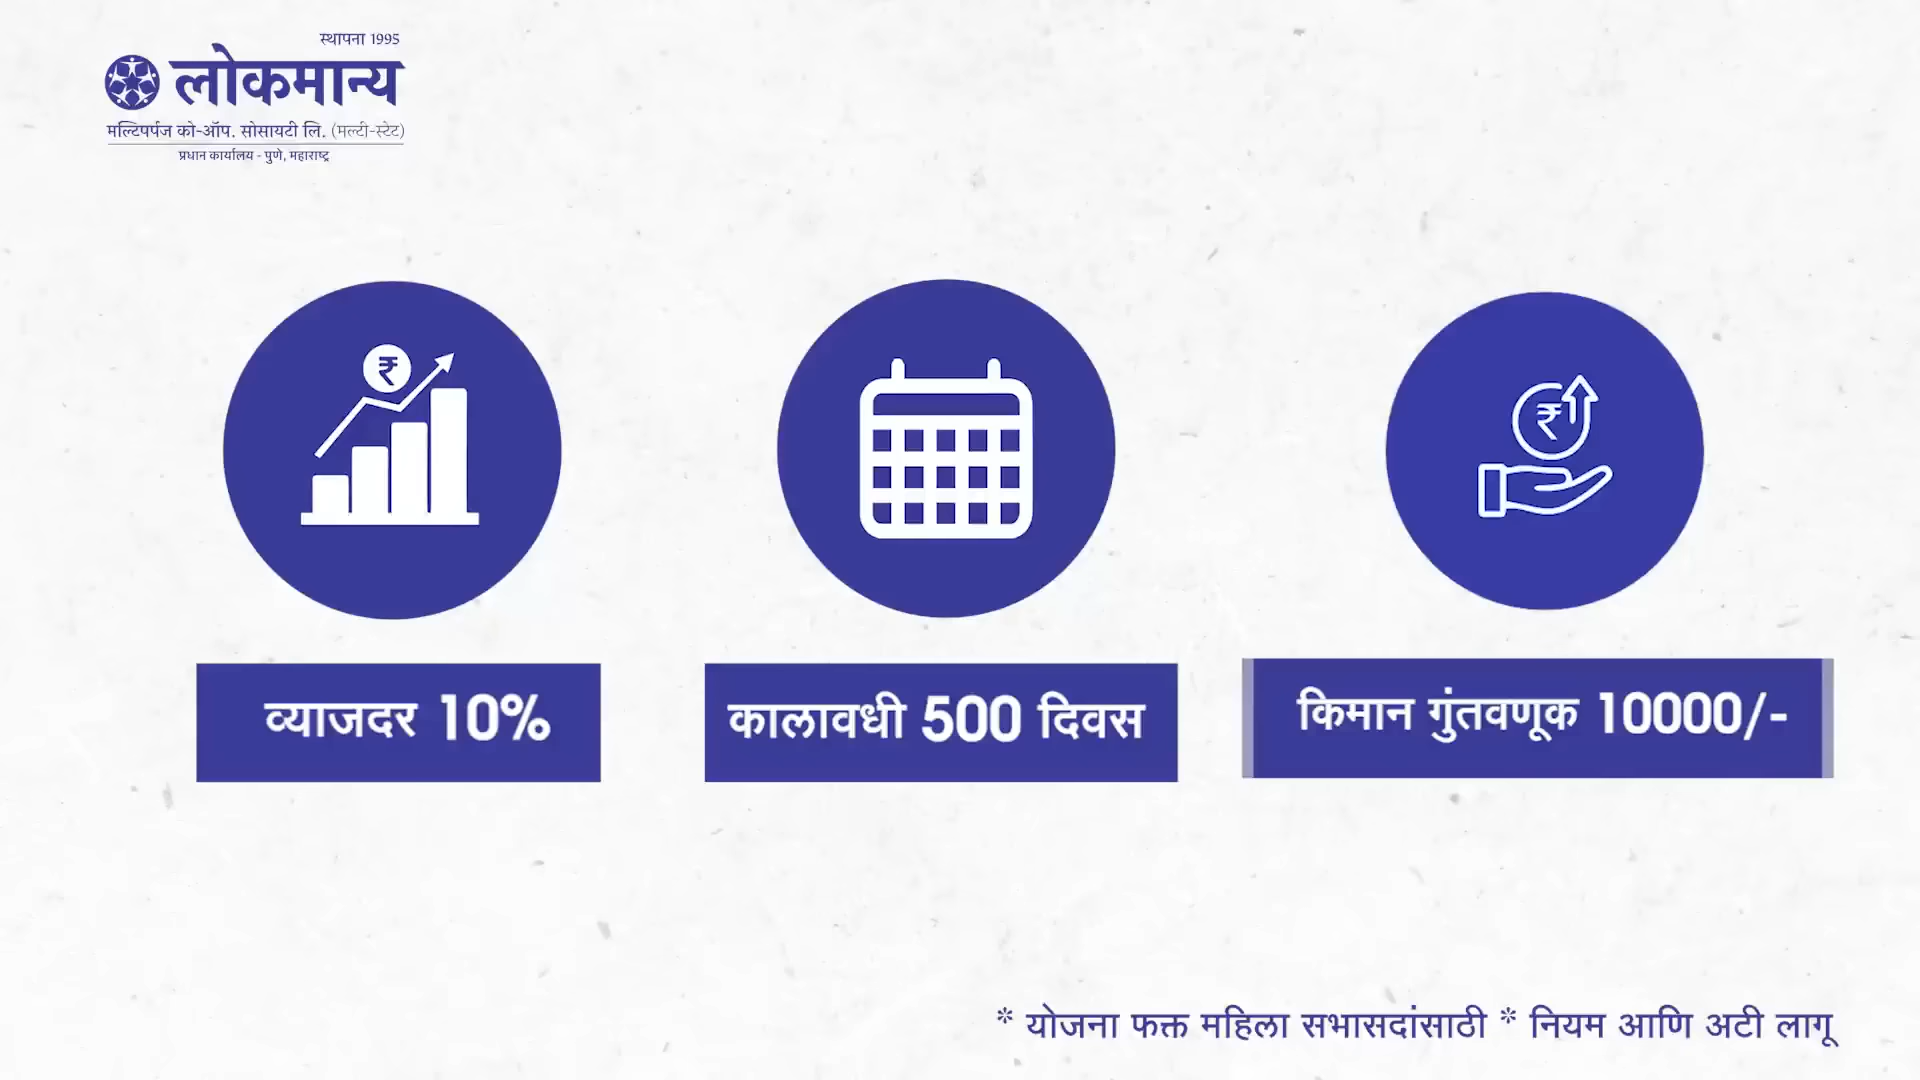 स्थापना 1995
लोकमान्य
मल्टिपर्पज को-ऑप. सोसायटी लि. (मल्टी-स्टेट)
प्रधान कार्यालय - पुणे, महाराष्ट्र
₹
₹
व्याजदर 10%
कालावधी 500 दिवस
किमान गुंतवणूक 10000/-
* योजना फक्त महिला सभासदांसाठी * नियम आणि अटी लागू